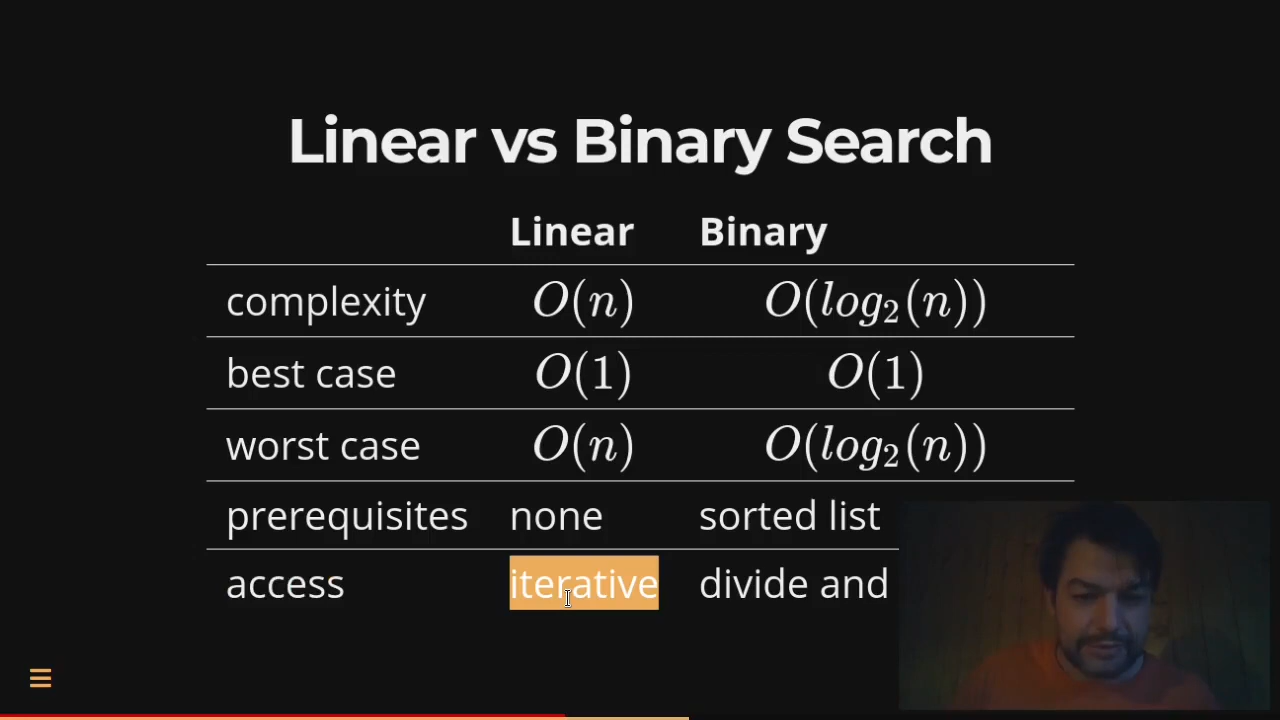 Linear vs Binary Search
Linear Binary
complexity O(n) O(log₂(n))
best case O(1) O(1)
worst case O(n) O(log₂(n))
prerequisites none sorted list
access iterative divide and